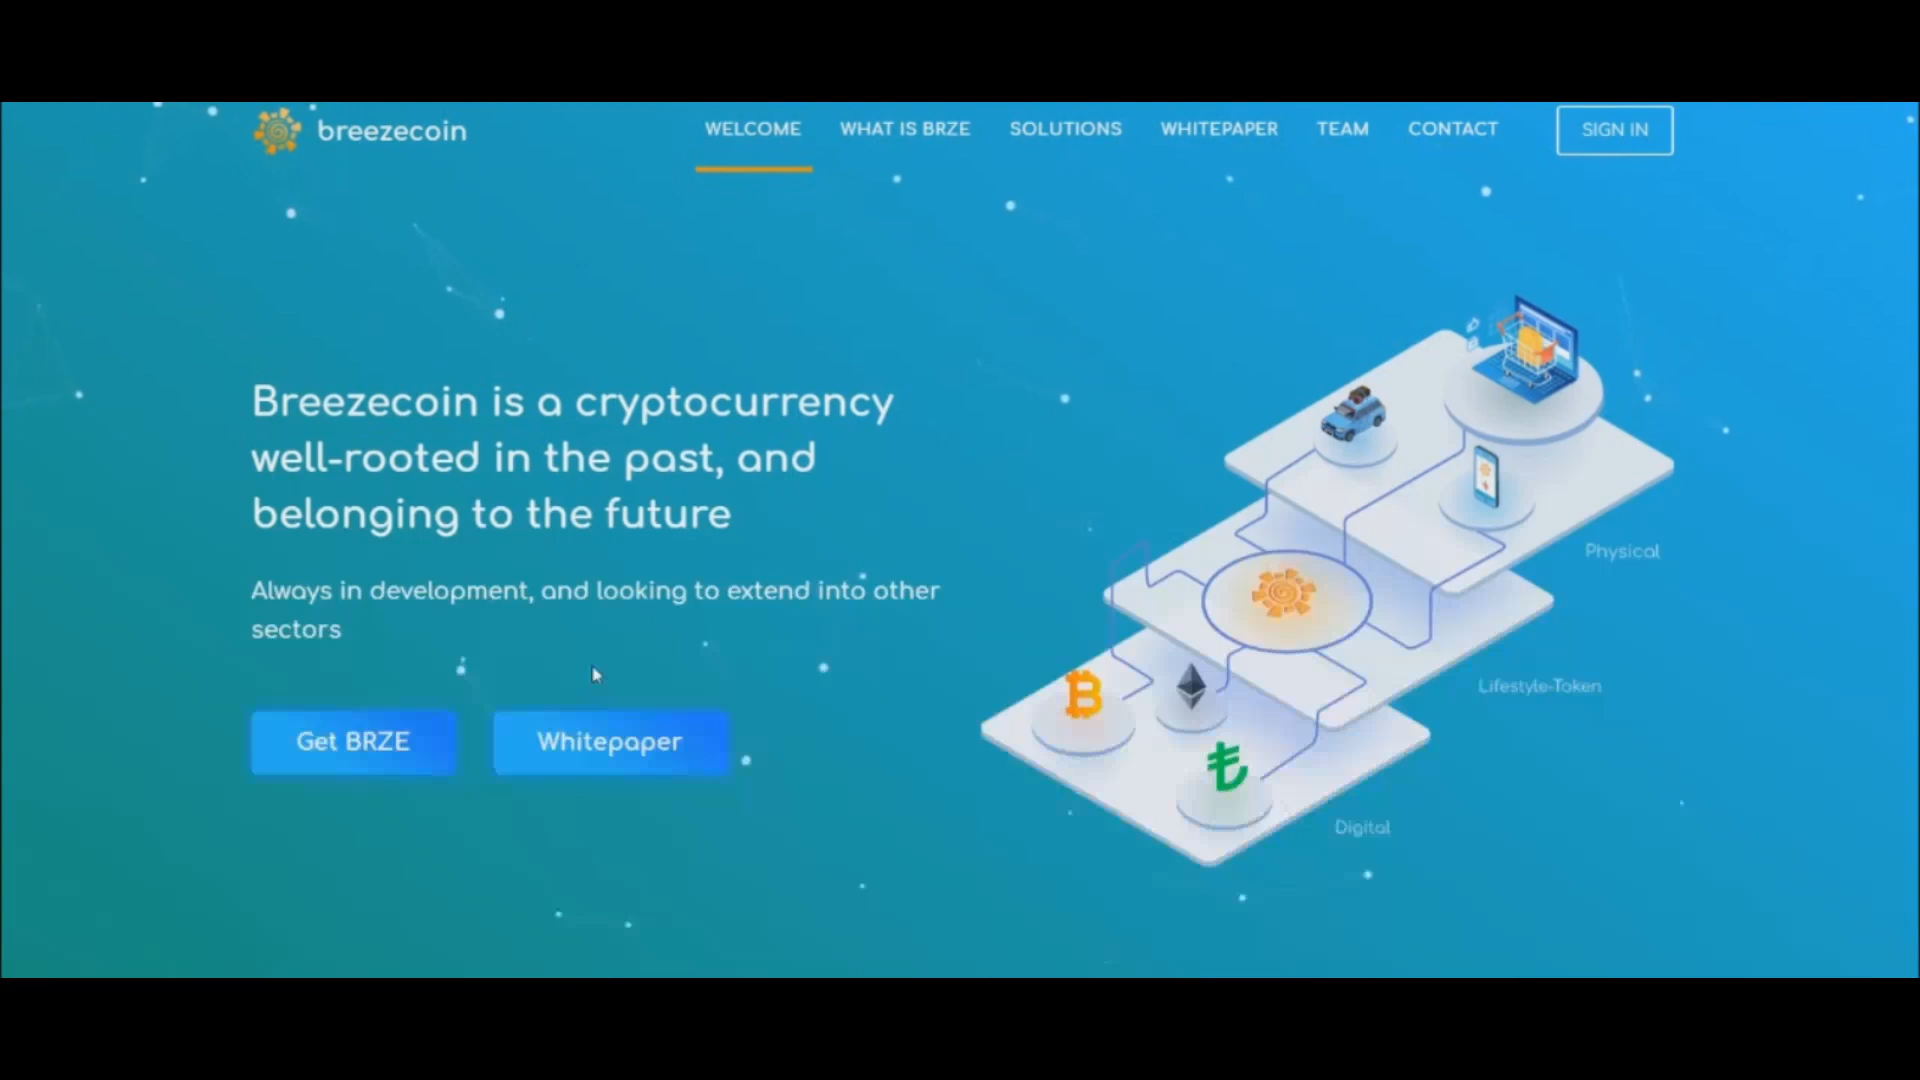 breezecoin
WELCOME
WHAT IS BRZE
SOLUTIONS
WHITEPAPER
TEAM
CONTACT
SIGN IN
Breezecoin is a cryptocurrency
well-rooted in the past, and
belonging to the future
Always in development, and looking to extend into other
sectors
Get BRZE
Whitepaper
Physical
Lifestyle-Token
Digital